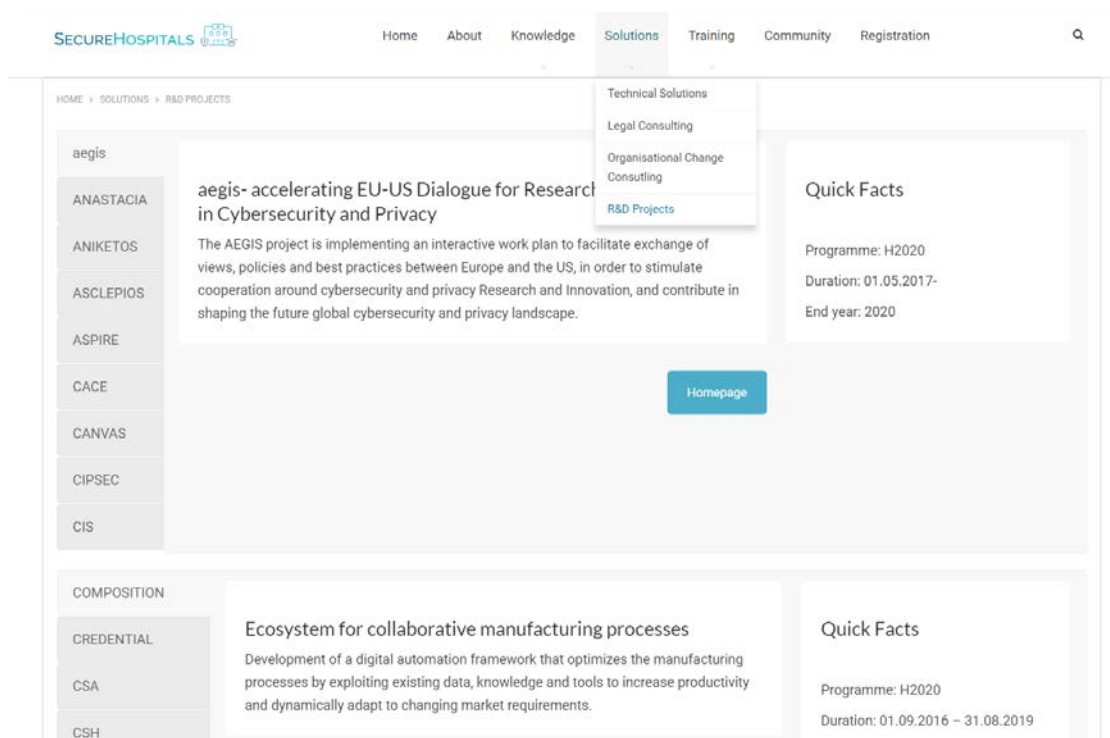 SECUREHOSPITALS
Home About Knowledge Solutions Training Community Registration
HOME > SOLUTIONS > R&D PROJECTS
Technical Solutions
Legal Consulting
Organisational Change
Consutling
R&D Projects
aegis
ANASTACIA
ANIKETOS
ASCLEPIOS
ASPIRE
CACE
CANVAS
CIPSEC
CIS
aegis- accelerating EU-US Dialogue for Research
in Cybersecurity and Privacy
The AEGIS project is implementing an interactive work plan to facilitate exchange of
views, policies and best practices between Europe and the US, in order to stimulate
cooperation around cybersecurity and privacy Research and Innovation, and contribute in
shaping the future global cybersecurity and privacy landscape.
Quick Facts
Programme: H2020
Duration: 01.05.2017-
End year: 2020
Homepage
COMPOSITION
CREDENTIAL
CSA
CSH
Ecosystem for collaborative manufacturing processes
Development of a digital automation framework that optimizes the manufacturing
processes by exploiting existing data, knowledge and tools to increase productivity
and dynamically adapt to changing market requirements.
Quick Facts
Programme: H2020
Duration: 01.09.2016 – 31.08.2019